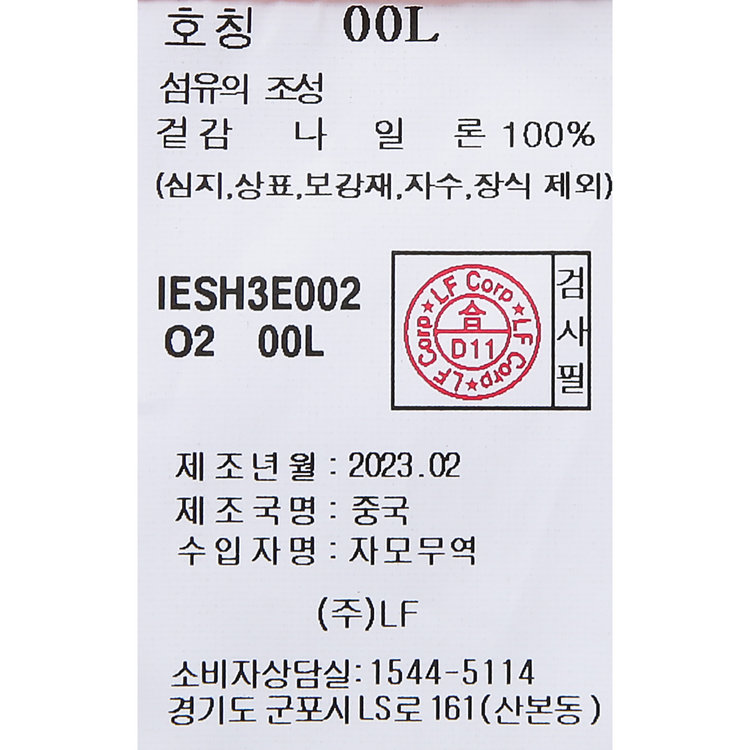 호칭 00L
섬유의 조성
겉감 나 일 론 100%
(심지,상표,보강재,자수,장식 제외)
IESH3E002
O2 00L
LF Corp★LF Corp★LF Corp★
合
D11
검사필
제조년월 : 2023.02
제조국명 : 중국
수입자명 : 자모무역
(주)LF
소비자상담실: 1544-5114
경기도 군포시 LS로 161(산본동)